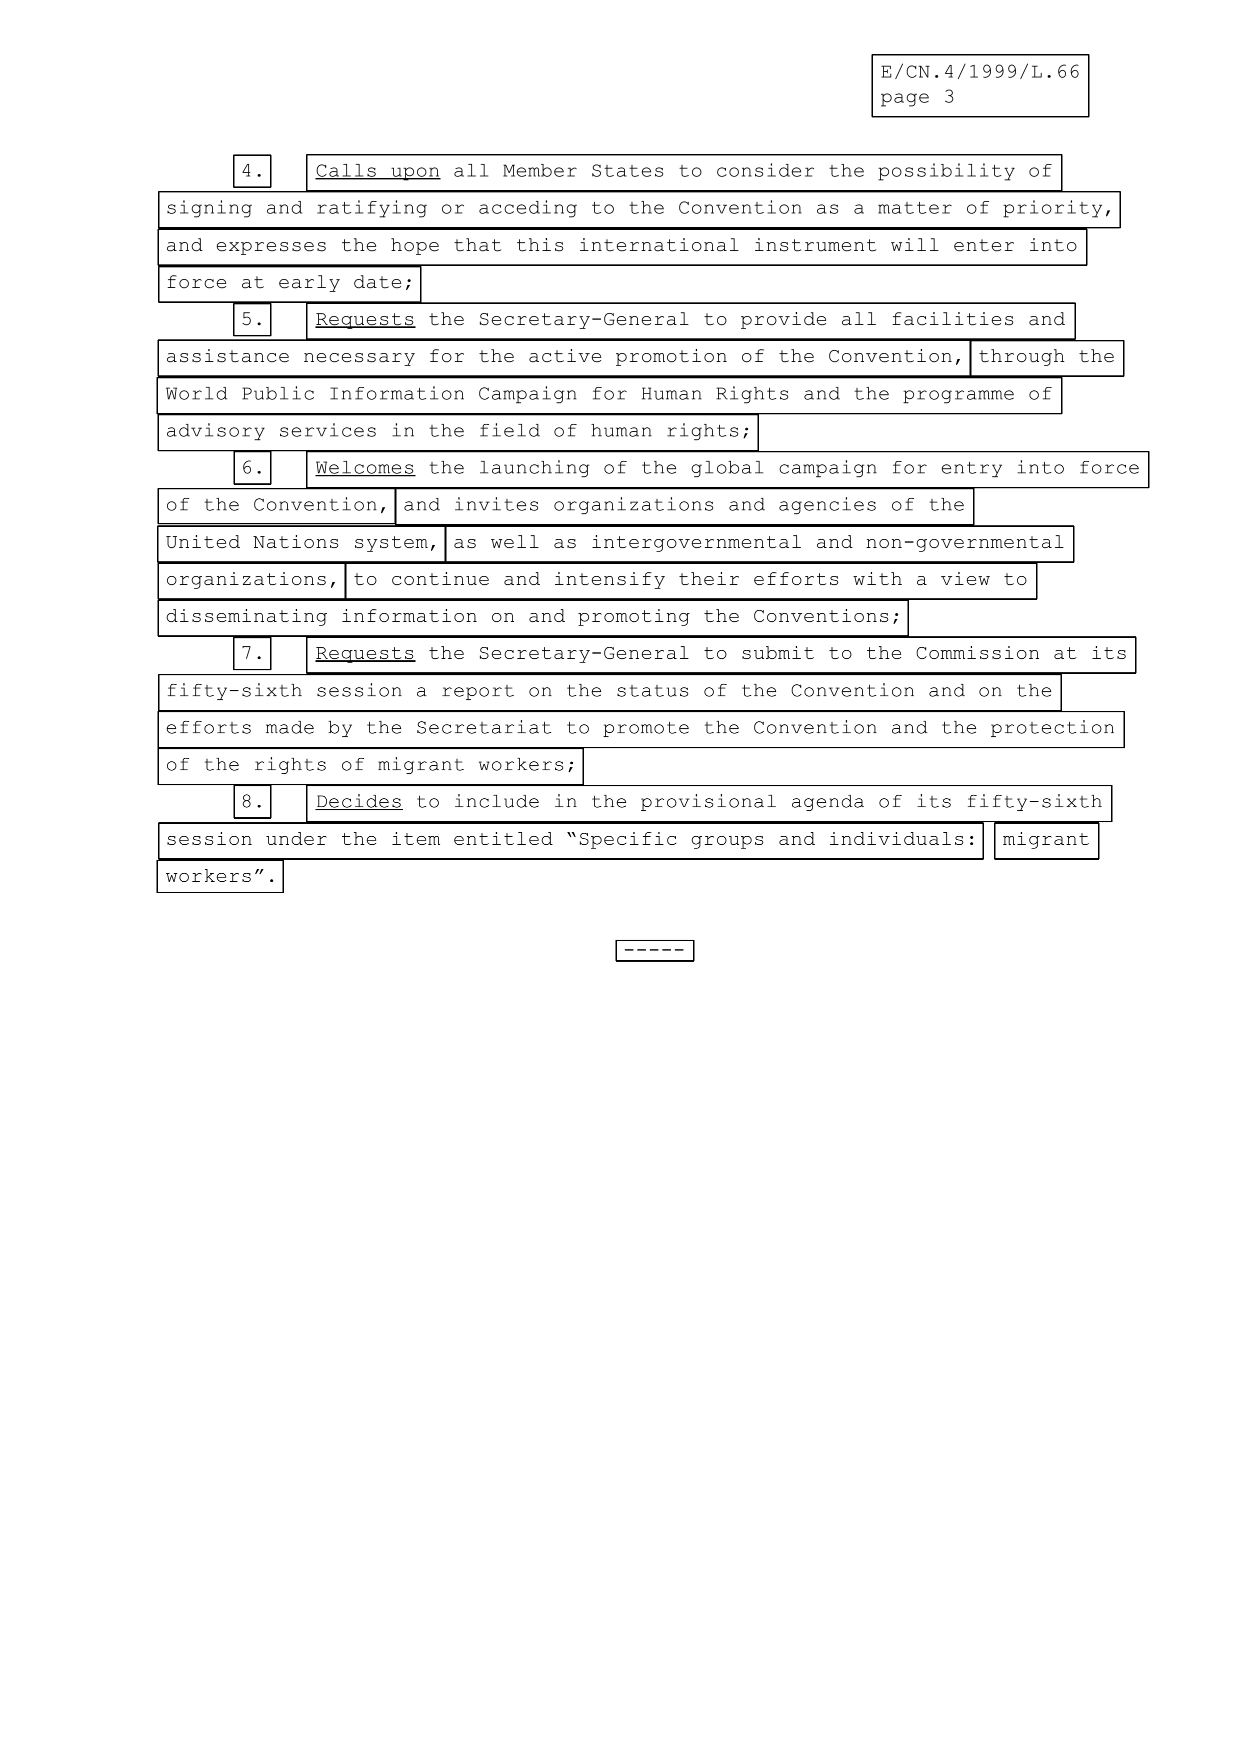 E/CN.4/1999/L.66
page 3
4. Calls upon all Member States to consider the possibility of
signing and ratifying or acceding to the Convention as a matter of priority,
and expresses the hope that this international instrument will enter into
force at early date;
5. Requests the Secretary-General to provide all facilities and
assistance necessary for the active promotion of the Convention, through the
World Public Information Campaign for Human Rights and the programme of
advisory services in the field of human rights;
6. Welcomes the launching of the global campaign for entry into force
of the Convention, and invites organizations and agencies of the
United Nations system, as well as intergovernmental and non-governmental
organizations, to continue and intensify their efforts with a view to
disseminating information on and promoting the Conventions;
7. Requests the Secretary-General to submit to the Commission at its
fifty-sixth session a report on the status of the Convention and on the
efforts made by the Secretariat to promote the Convention and the protection
of the rights of migrant workers;
8. Decides to include in the provisional agenda of its fifty-sixth
session under the item entitled “Specific groups and individuals: migrant
workers”.
-----